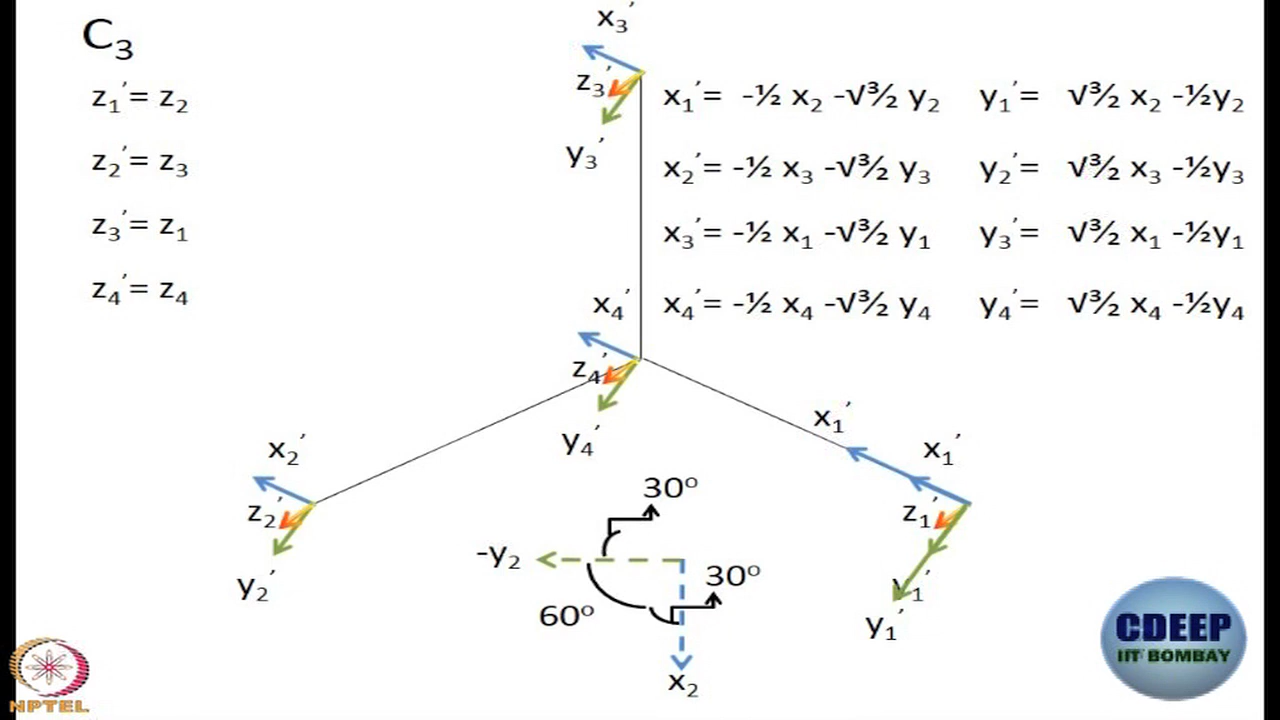 C₃
z₁′= z₂
z₂′= z₃
z₃′= z₁
z₄′= z₄
x₃′
z₃′
y₃′
x₁′= -½ x₂ -√³⁄₂ y₂ y₁′= √³⁄₂ x₂ -½y₂
x₂′= -½ x₃ -√³⁄₂ y₃ y₂′= √³⁄₂ x₃ -½y₃
x₃′= -½ x₁ -√³⁄₂ y₁ y₃′= √³⁄₂ x₁ -½y₁
x₄′= -½ x₄ -√³⁄₂ y₄ y₄′= √³⁄₂ x₄ -½y₄
x₄′
z₄′
y₄′
x₂′
z₂′
y₂′
x₁′
x₁′
z₁′
y₁′
y₁′
30º
-y₂
30º
60º
x₂
CDEEP
IIT BOMBAY
NPTEL